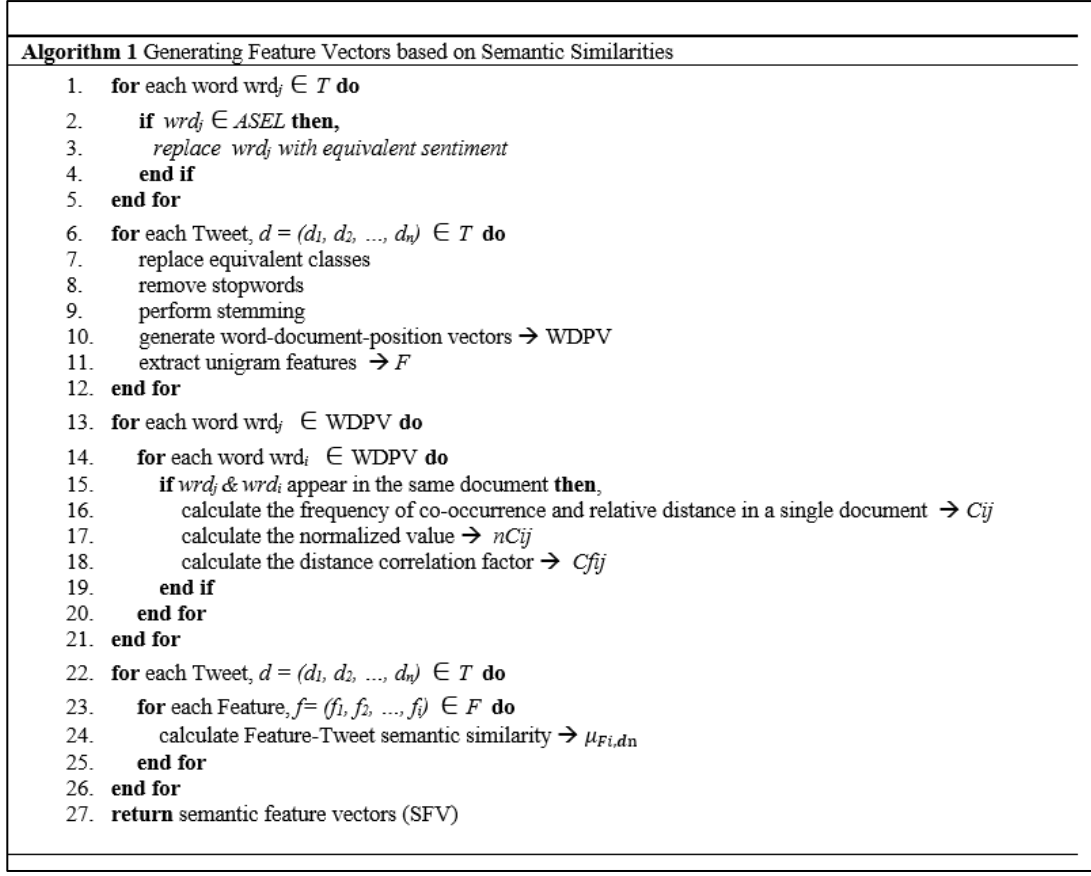 Algorithm 1 Generating Feature Vectors based on Semantic Similarities
1. for each word wrdⱼ ∈ T do
2. if wrdⱼ ∈ ASEL then,
3. replace wrdⱼ with equivalent sentiment
4. end if
5. end for
6. for each Tweet, d = (d₁, d₂, ..., dₙ) ∈ T do
7. replace equivalent classes
8. remove stopwords
9. perform stemming
10. generate word-document-position vectors → WDPV
11. extract unigram features → F
12. end for
13. for each word wrdⱼ ∈ WDPV do
14. for each word wrdᵢ ∈ WDPV do
15. if wrdⱼ & wrdᵢ appear in the same document then,
16. calculate the frequency of co-occurrence and relative distance in a single document → Cij
17. calculate the normalized value → nCij
18. calculate the distance correlation factor → Cfij
19. end if
20. end for
21. end for
22. for each Tweet, d = (d₁, d₂, ..., dₙ) ∈ T do
23. for each Feature, f= (f₁, f₂, ..., fᵢ) ∈ F do
24. calculate Feature-Tweet semantic similarity → μFi,dn
25. end for
26. end for
27. return semantic feature vectors (SFV)